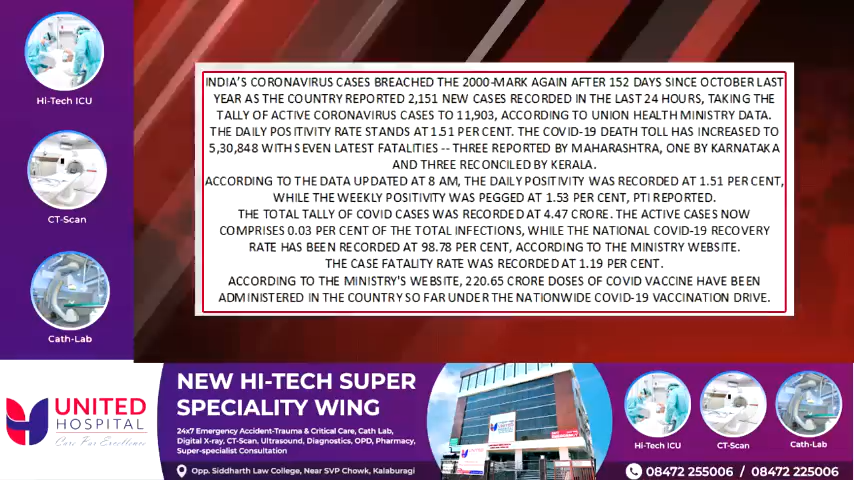 Hi-Tech ICU
CT-Scan
Cath-Lab
INDIA'S CORONAVIRUS CASES BREACHED THE 2000-MARK AGAIN AFTER 152 DAYS SINCE OCTOBER LAST
YEAR AS THE COUNTRY REPORTED 2,151 NEW CASES RECORDED IN THE LAST 24 HOURS, TAKING THE
TALLY OF ACTIVE CORONAVIRUS CASES TO 11,903, ACCORDING TO UNION HEALTH MINISTRY DATA.
THE DAILY POSITIVITY RATE STANDS AT 1.51 PER CENT. THE COVID-19 DEATH TOLL HAS INCREASED TO
5,30,848 WITH SEVEN LATEST FATALITIES -- THREE REPORTED BY MAHARASHTRA, ONE BY KARNATAKA
AND THREE RECONCILED BY KERALA.
ACCORDING TO THE DATA UPDATED AT 8 AM, THE DAILY POSITIVITY WAS RECORDED AT 1.51 PER CENT,
WHILE THE WEEKLY POSITIVITY WAS PEGGED AT 1.53 PER CENT, PTI REPORTED.
THE TOTAL TALLY OF COVID CASES WAS RECORDED AT 4.47 CRORE. THE ACTIVE CASES NOW
COMPRISES 0.03 PER CENT OF THE TOTAL INFECTIONS, WHILE THE NATIONAL COVID-19 RECOVERY
RATE HAS BEEN RECORDED AT 98.78 PER CENT, ACCORDING TO THE MINISTRY WEBSITE.
THE CASE FATALITY RATE WAS RECORDED AT 1.19 PER CENT.
ACCORDING TO THE MINISTRY'S WEBSITE, 220.65 CRORE DOSES OF COVID VACCINE HAVE BEEN
ADMINISTERED IN THE COUNTRY SO FAR UNDER THE NATIONWIDE COVID-19 VACCINATION DRIVE.
UNITED
HOSPITAL
Care For Excellence
NEW HI-TECH SUPER
SPECIALITY WING
24x7 Emergency Accident-Trauma & Critical Care, Cath Lab,
Digital X-ray, CT-Scan, Ultrasound, Diagnostics, OPD, Pharmacy,
Super-specialist Consultation
Opp. Siddharth Law College, Near SVP Chowk, Kalaburagi
Hi-Tech ICU
CT-Scan
Cath-Lab
08472 255006 / 08472 225006